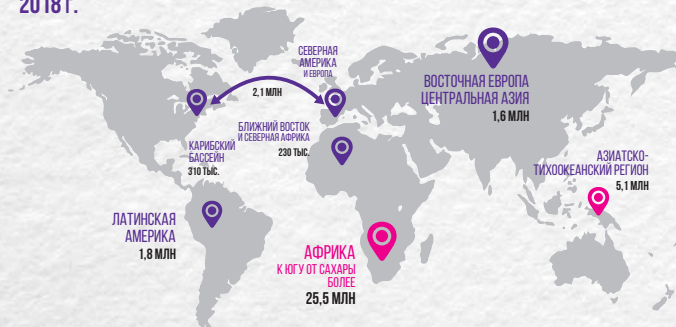 2018 Г.
СЕВЕРНАЯ
АМЕРИКА
И ЕВРОПА
2,1 МЛН
ВОСТОЧНАЯ ЕВРОПА
ЦЕНТРАЛЬНАЯ АЗИЯ
1,6 МЛН
БЛИЖНИЙ ВОСТОК
И СЕВЕРНАЯ АФРИКА
230 ТЫС.
КАРИБСКИЙ
БАССЕЙН
310 ТЫС.
АЗИАТСКО-
ТИХООКЕАНСКИЙ РЕГИОН
5,1 МЛН
ЛАТИНСКАЯ
АМЕРИКА
1,8 МЛН
АФРИКА
К ЮГУ ОТ САХАРЫ
БОЛЕЕ
25,5 МЛН